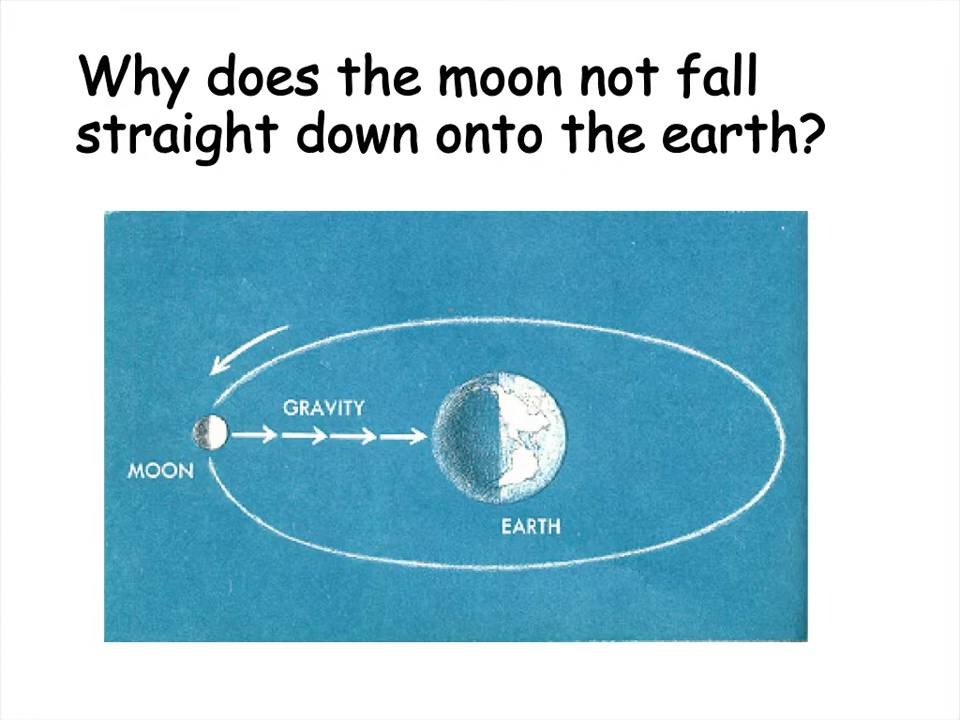 Why does the moon not fall
straight down onto the earth?
GRAVITY
MOON
EARTH